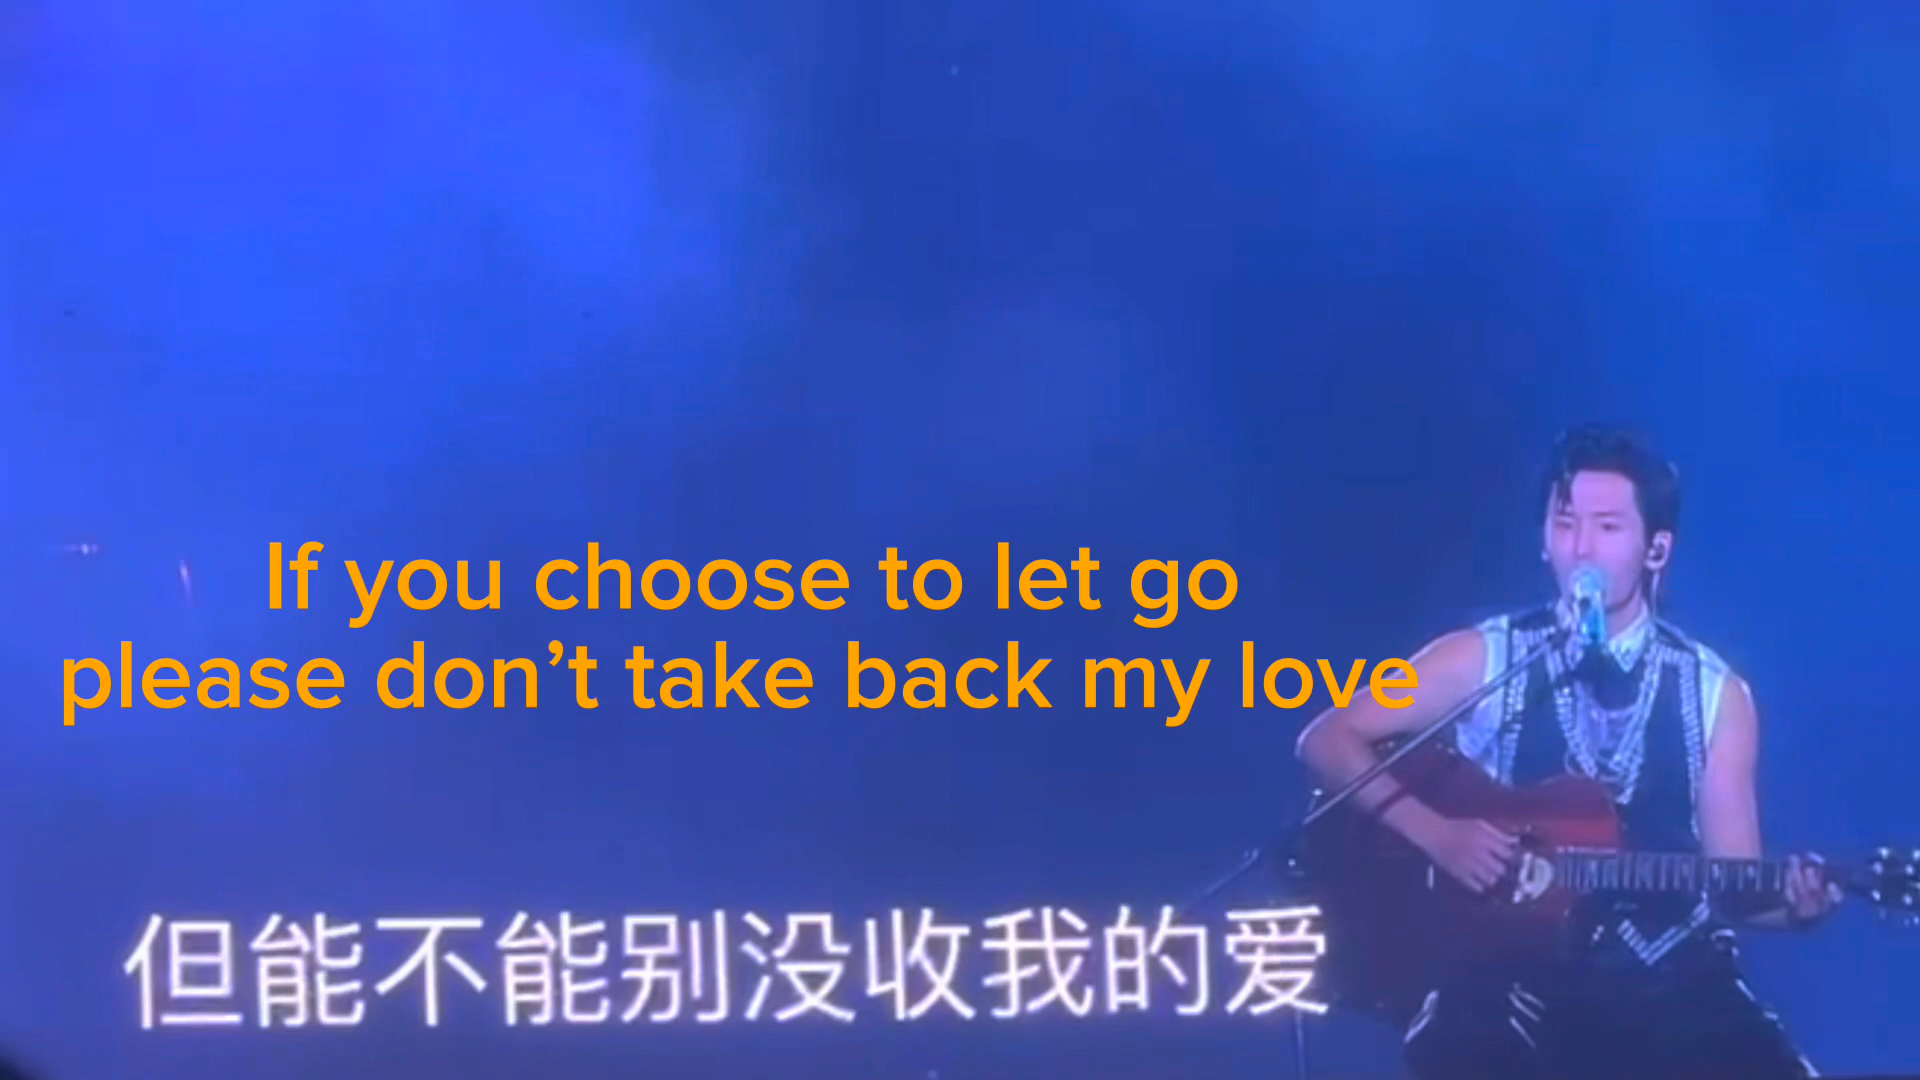 If you choose to let go
please don’t take back my love
但能不能别没收我的爱